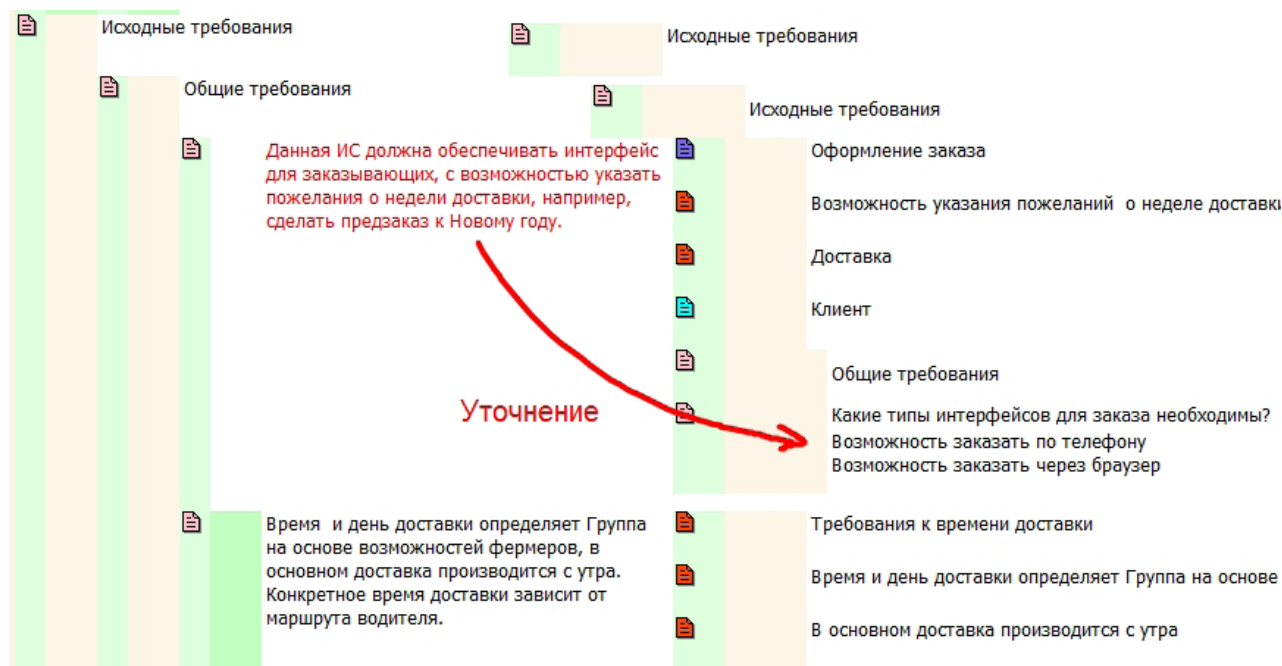 Исходные требования
Исходные требования
Общие требования
Исходные требования
Данная ИС должна обеспечивать интерфейс
для заказывающих, с возможностью указать
пожелания о недели доставки, например,
сделать предзаказ к Новому году.
Оформление заказа
Возможность указания пожеланий о неделе доставки
Доставка
Клиент
Общие требования
Уточнение
Какие типы интерфейсов для заказа необходимы?
Возможность заказать по телефону
Возможность заказать через браузер
Время и день доставки определяет Группа
на основе возможностей фермеров, в
основном доставка производится с утра.
Конкретное время доставки зависит от
маршрута водителя.
Требования к времени доставки
Время и день доставки определяет Группа на основе
В основном доставка производится с утра